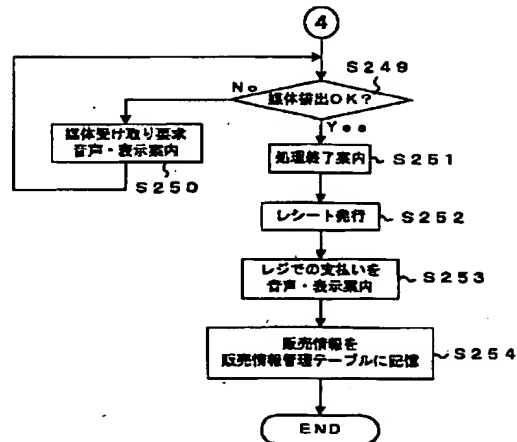 4
S249
No
媒体排出OK?
Yes
媒体受け取り要求
音声・表示案内
S250
処理終了案内
S251
レシート発行
S252
レジでの支払いを
音声・表示案内
S253
販売情報を
販売情報管理テーブルに記憶
S254
END